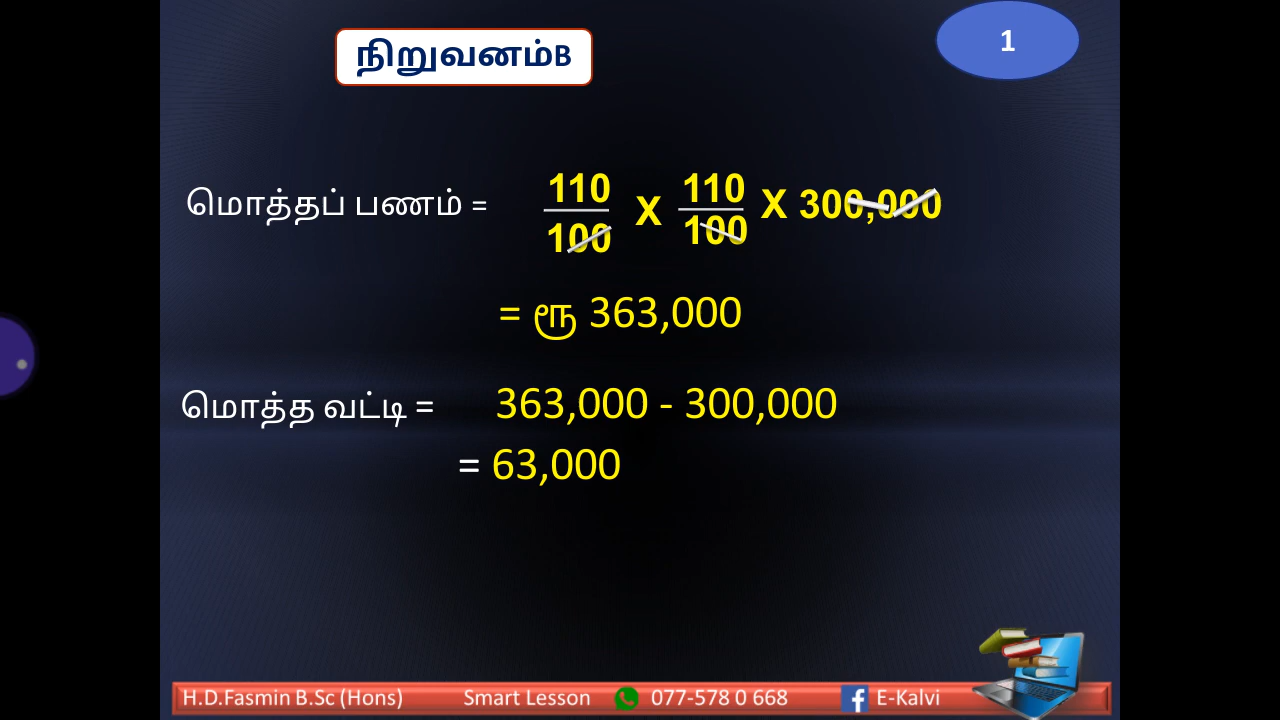 நிறுவனம்B
1
மொத்தப் பணம் = 110/100 X 110/100 X 300,000
= ரூ 363,000
மொத்த வட்டி = 363,000 - 300,000
= 63,000
H.D.Fasmin B.Sc (Hons) Smart Lesson 077-578 0 668 E-Kalvi